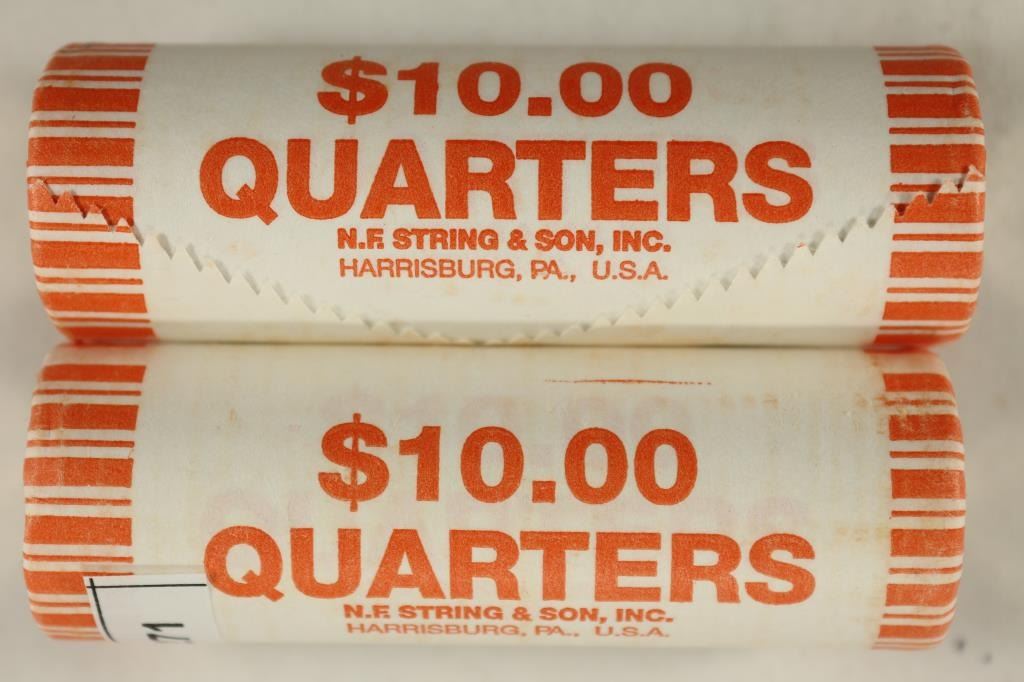 $10.00
QUARTERS
N.F. STRING & SON, INC.
HARRISBURG, PA., U.S.A.
$10.00
QUARTERS
N.F. STRING & SON, INC.
HARRISBURG, PA., U.S.A.